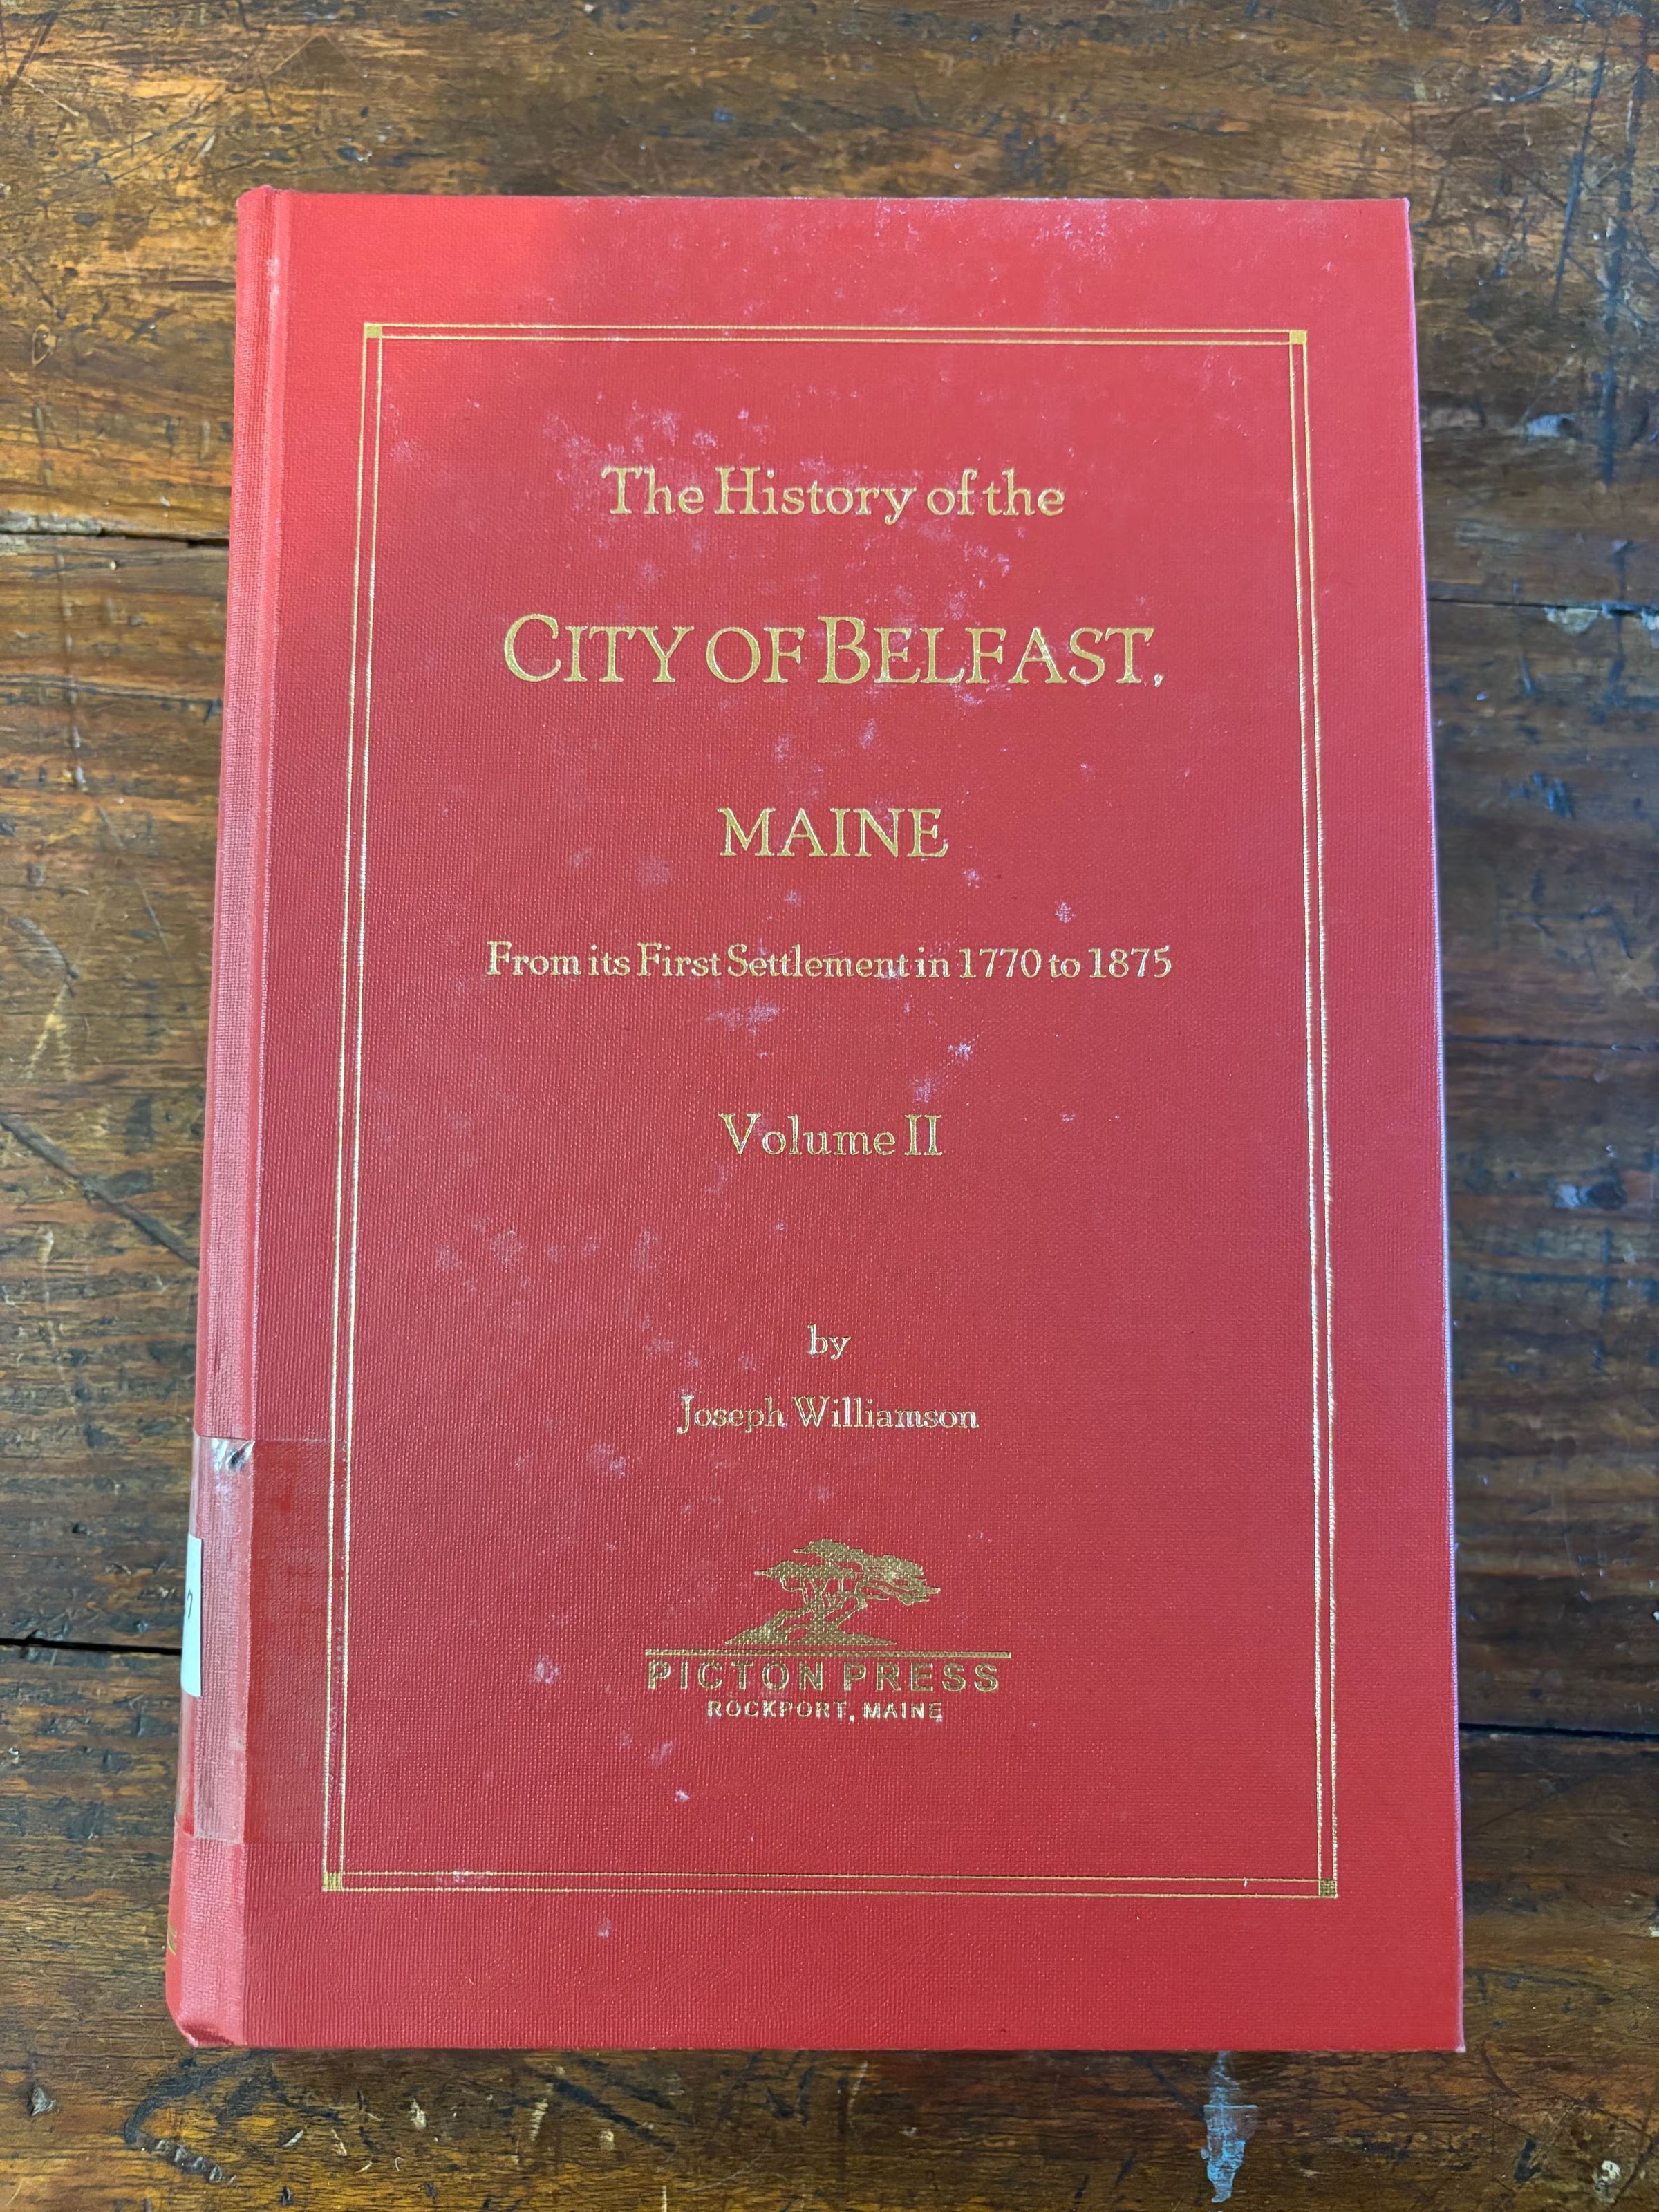 The History of the
CITY OF BELFAST,
MAINE
From its First Settlement in 1770 to 1875
Volume II
by
Joseph Williamson
PICTON PRESS
ROCKPORT, MAINE
7